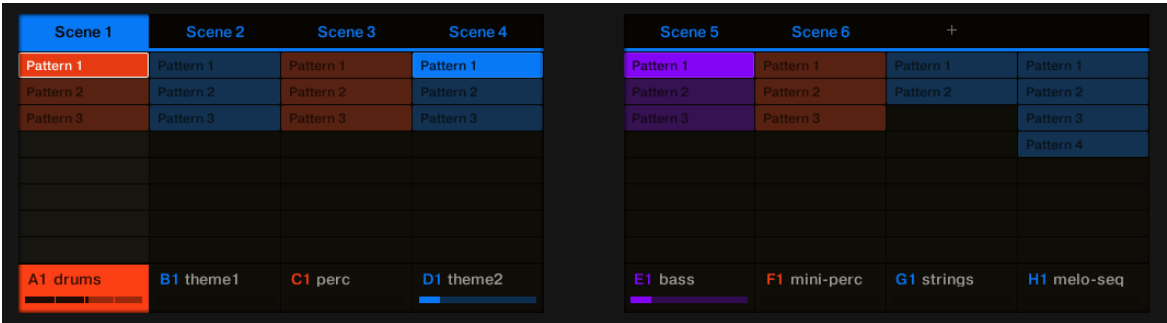 Scene 1 Scene 2 Scene 3 Scene 4 Scene 5 Scene 6 +
Pattern 1 Pattern 1 Pattern 1 Pattern 1 Pattern 1 Pattern 1 Pattern 1 Pattern 1
Pattern 2 Pattern 2 Pattern 2 Pattern 2 Pattern 2 Pattern 2 Pattern 2 Pattern 2
Pattern 3 Pattern 3 Pattern 3 Pattern 3 Pattern 3 Pattern 3 Pattern 3
Pattern 4
A1 drums B1 theme1 C1 perc D1 theme2 E1 bass F1 mini-perc G1 strings H1 melo-seq